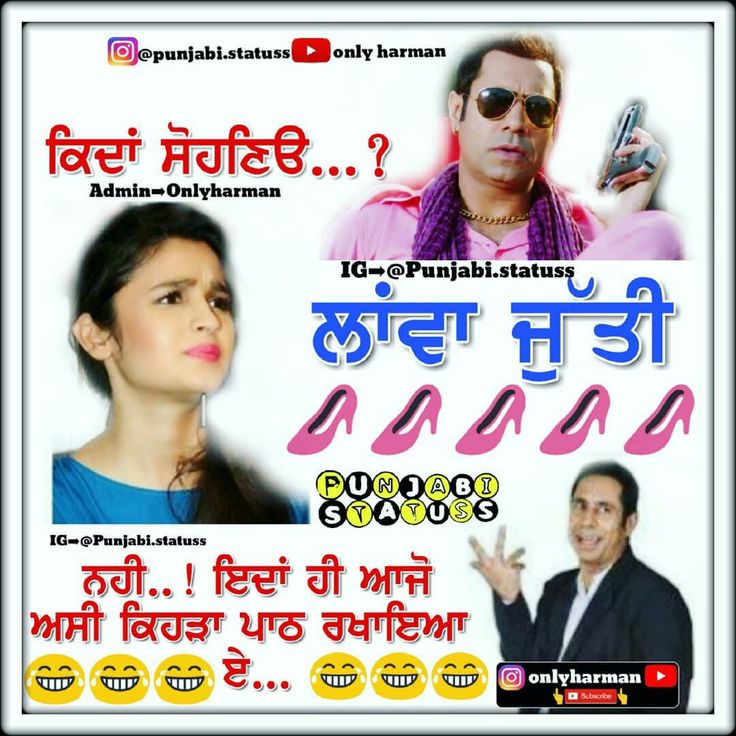 @punjabi.statuss only harman
ਕਿਦਾਂ ਸੋਹਣਿਓ...?
Admin➡Onlyharman
IG➡@Punjabi.statuss
ਲਾਂਵਾ ਜੁੱਤੀ
PUNJABI
STATUSS
IG➡@Punjabi.statuss
ਨਹੀ..! ਇਦਾਂ ਹੀ ਆਜੋ
ਅਸੀ ਕਿਹੜਾ ਪਾਠ ਰਖਾਇਆ
ਏ...
onlyharman
Subscribe